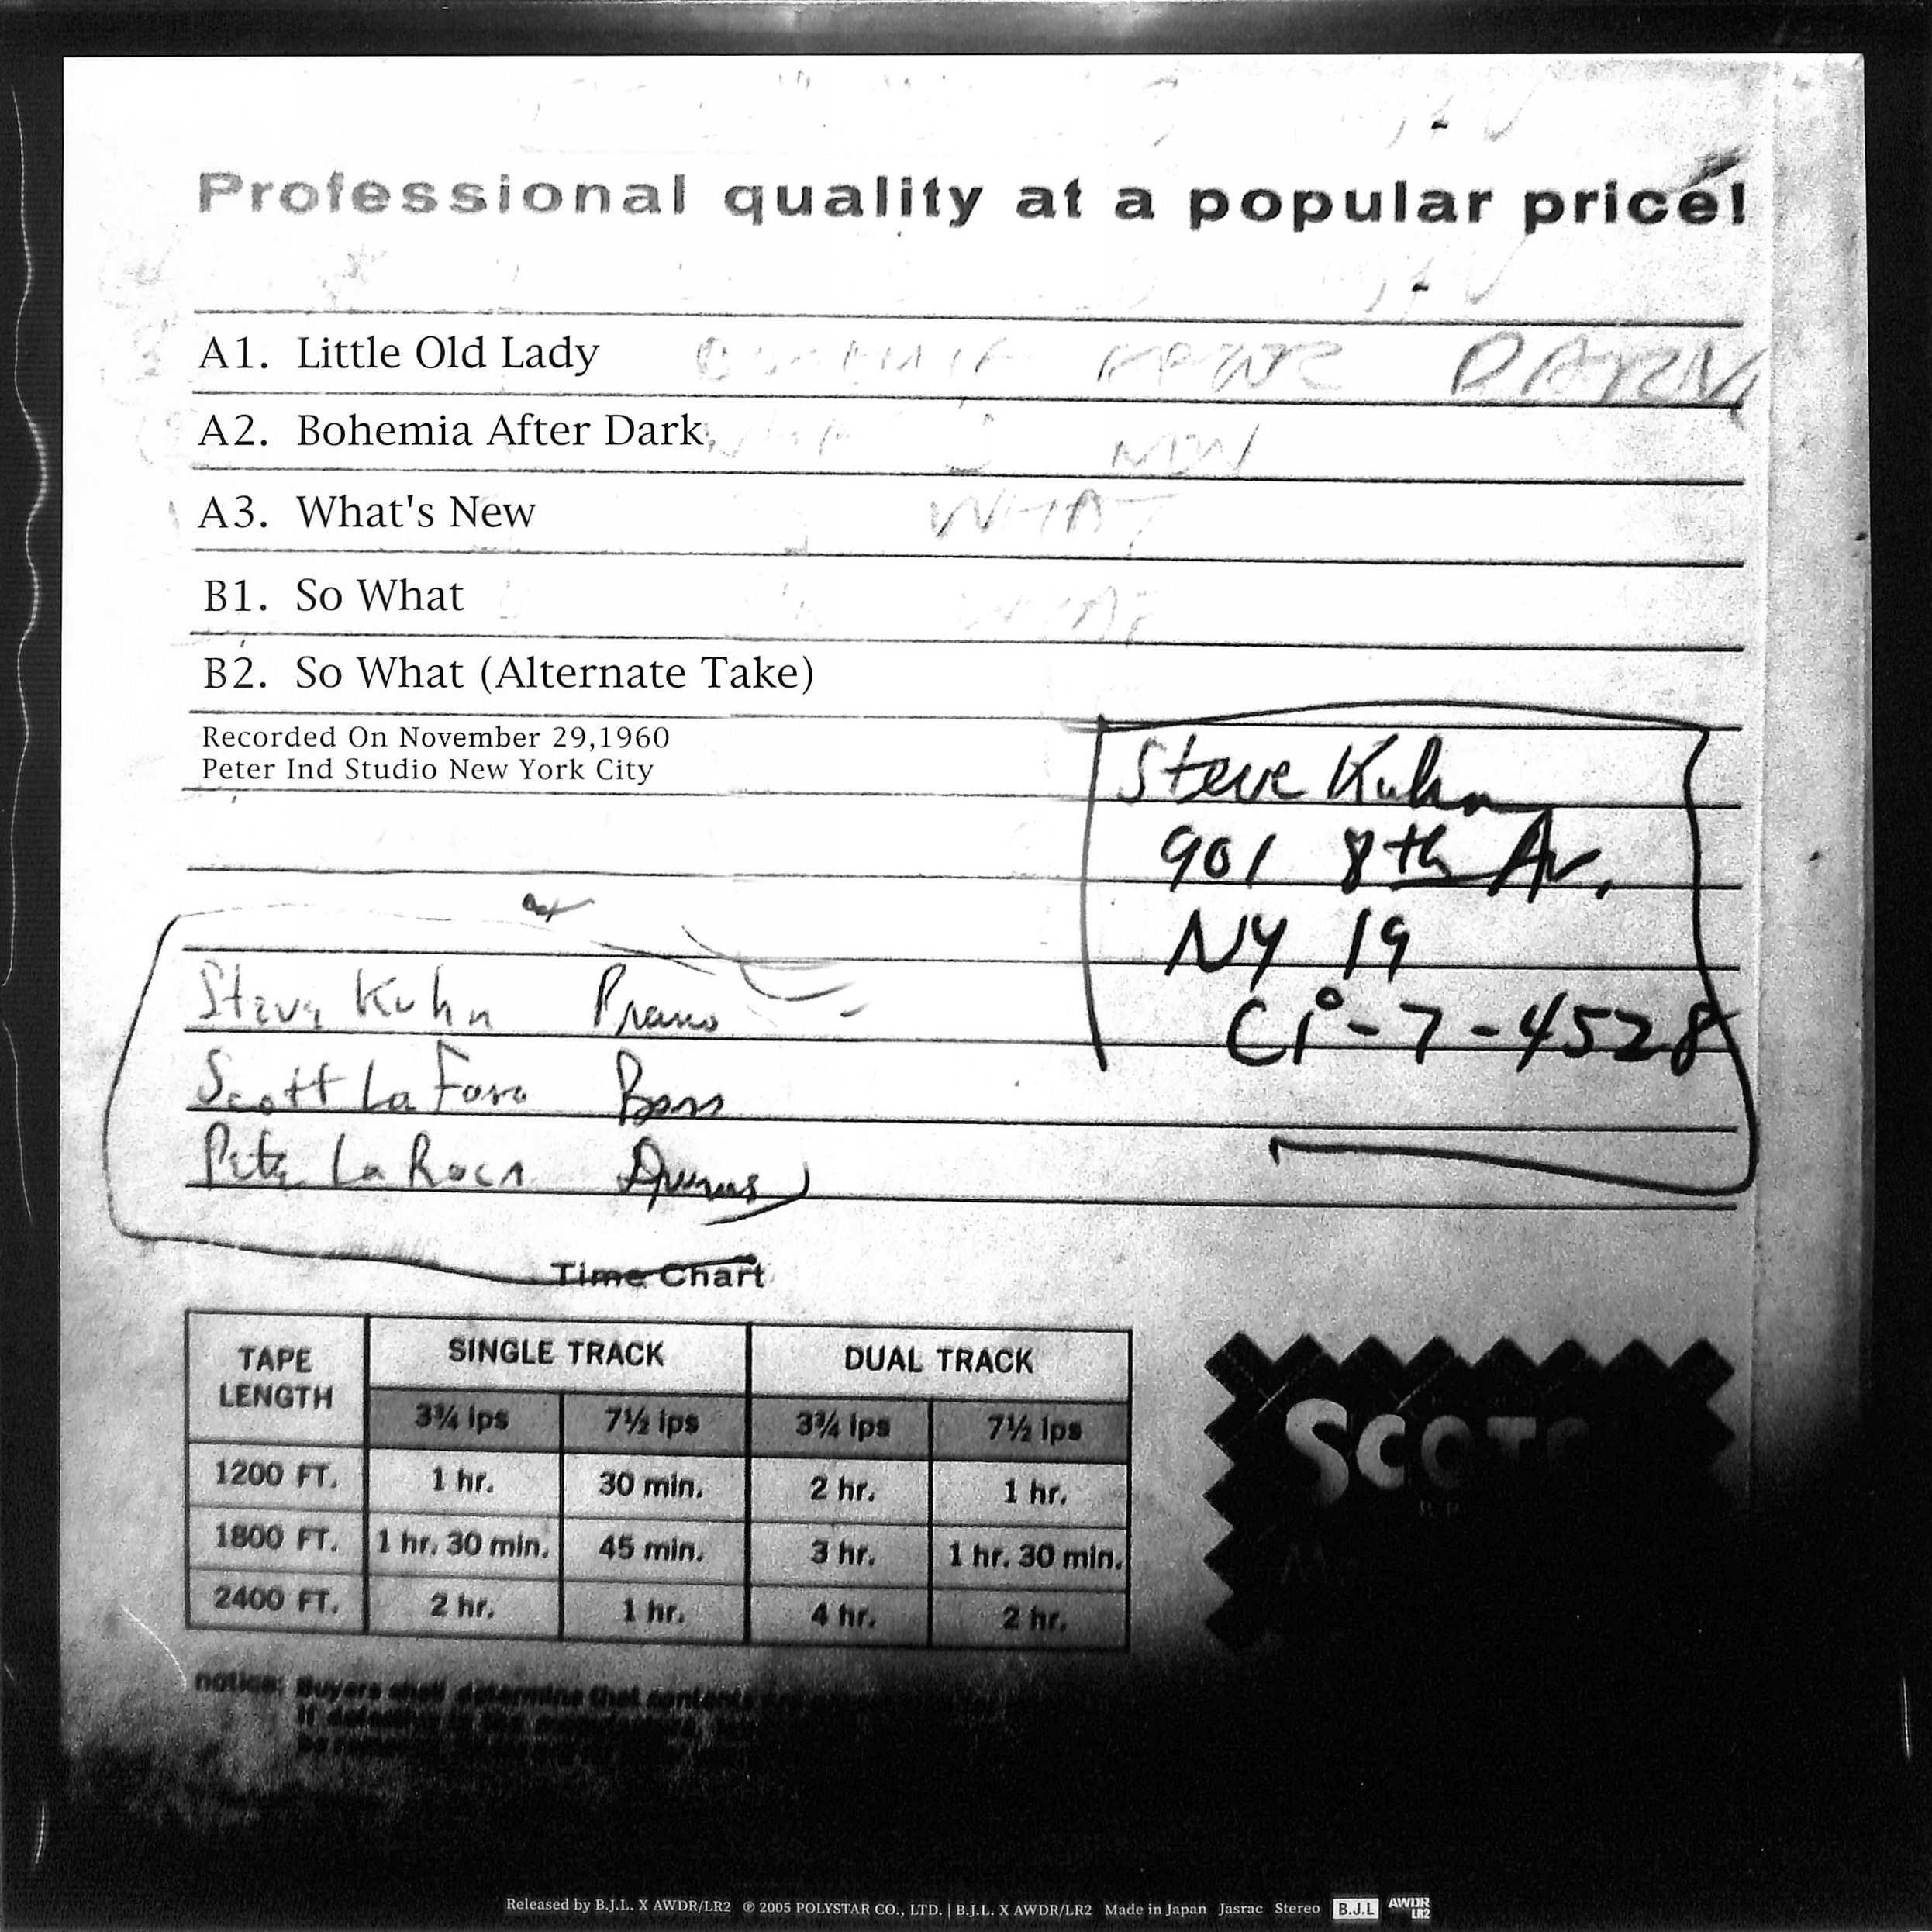 Professional quality at a popular price!
A1. Little Old Lady
DARK
A2. Bohemia After Dark
A3. What's New
WHAT
B1. So What
B2. So What (Alternate Take)
Recorded On November 29,1960
Peter Ind Studio New York City
Steve Kuhn
901 8th Av.
NY 19
Ci-7-4528
Steve Kuhn Piano
Scott La Faro Bass
Pete La Roca Drums
Time Chart
TAPE LENGTH SINGLE TRACK DUAL TRACK
3¾ ips 7½ ips 3¾ ips 7½ ips
1200 FT. 1 hr. 30 min. 2 hr. 1 hr.
1800 FT. 1 hr. 30 min. 45 min. 3 hr. 1 hr. 30 min.
2400 FT. 2 hr. 1 hr. 4 hr. 2 hr.
SCOTC
notice: Buyers shall determine that contents
Released by B.J.L. X AWDR/LR2 ℗ 2005 POLYSTAR CO., LTD. | B.J.L. X AWDR/LR2 Made in Japan Jasrac Stereo B.J.L AWDR LR2